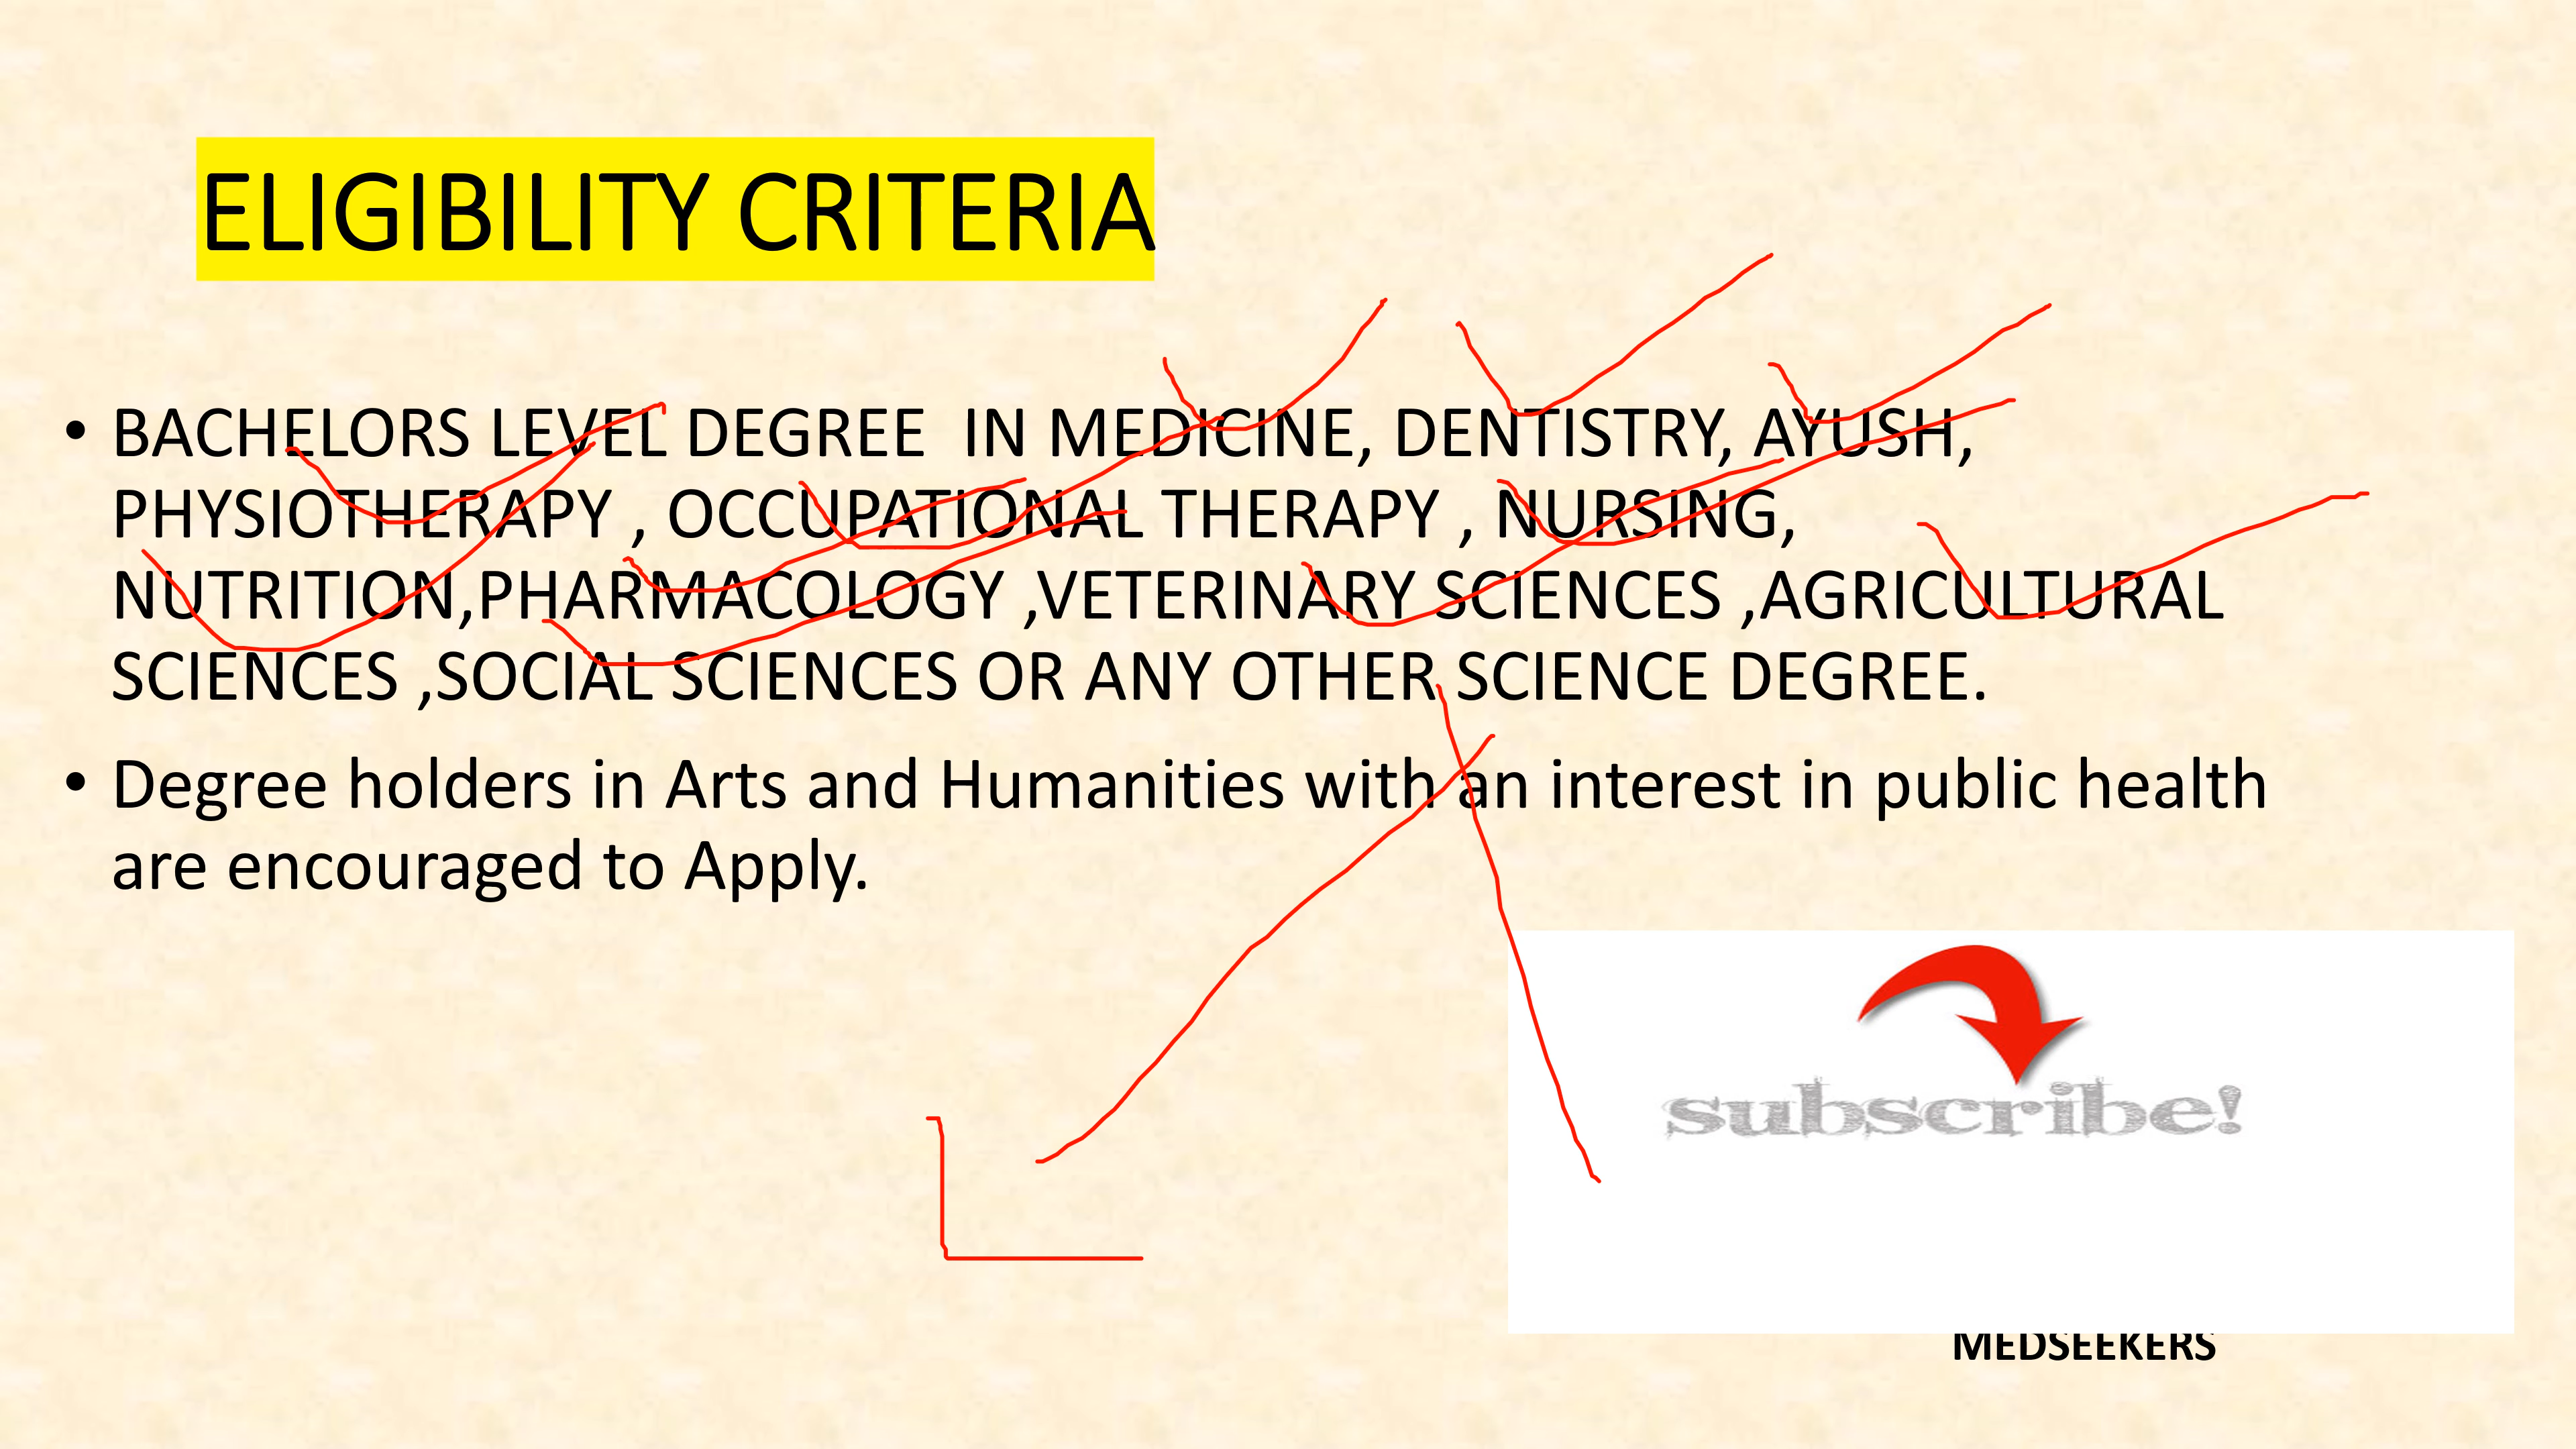 ELIGIBILITY CRITERIA
• BACHELORS LEVEL DEGREE IN MEDICINE, DENTISTRY, AYUSH,
PHYSIOTHERAPY , OCCUPATIONAL THERAPY , NURSING,
NUTRITION,PHARMACOLOGY ,VETERINARY SCIENCES ,AGRICULTURAL
SCIENCES ,SOCIAL SCIENCES OR ANY OTHER SCIENCE DEGREE.
• Degree holders in Arts and Humanities with an interest in public health
are encouraged to Apply.
subscribe!
MEDSEEKERS